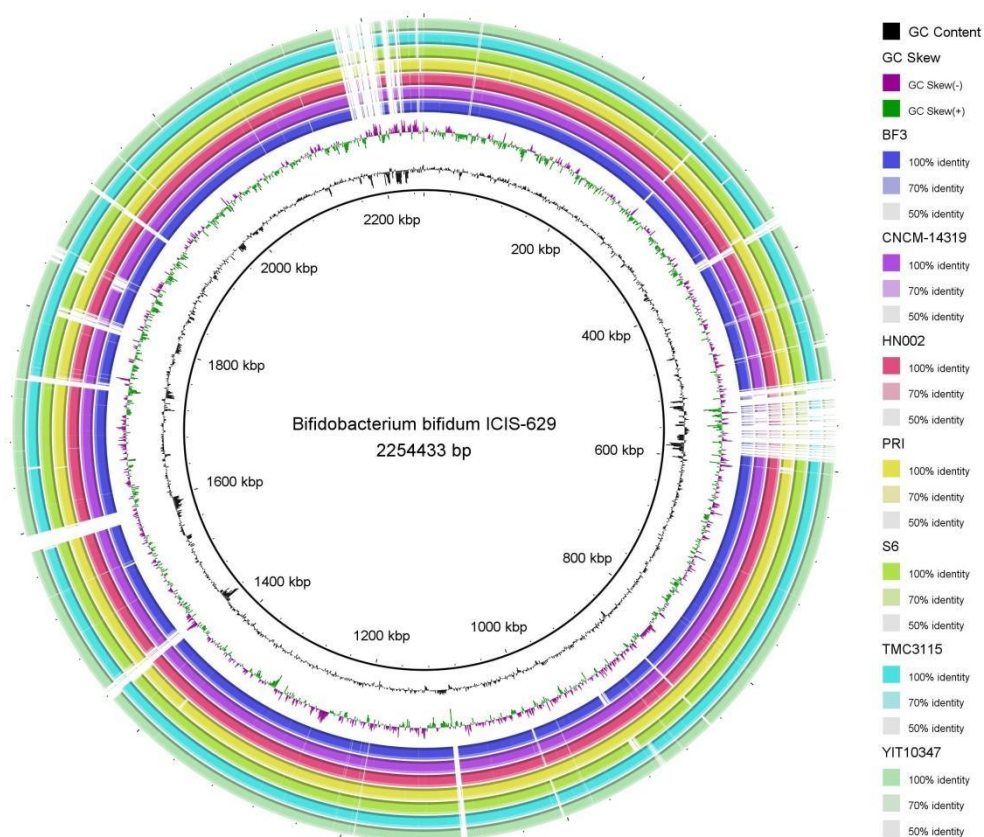 2200 kbp
200 kbp
2000 kbp
400 kbp
1800 kbp
Bifidobacterium bifidum ICIS-629
2254433 bp
600 kbp
1600 kbp
800 kbp
1400 kbp
1000 kbp
1200 kbp
GC Content
GC Skew
GC Skew(-)
GC Skew(+)
BF3
100% identity
70% identity
50% identity
CNCM-14319
100% identity
70% identity
50% identity
HN002
100% identity
70% identity
50% identity
PRI
100% identity
70% identity
50% identity
S6
100% identity
70% identity
50% identity
TMC3115
100% identity
70% identity
50% identity
YIT10347
100% identity
70% identity
50% identity